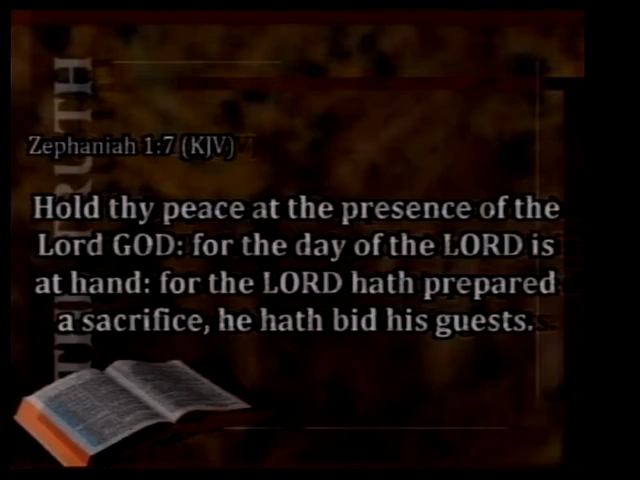 Zephaniah 1:7 (KJV)
Hold thy peace at the presence of the
Lord GOD: for the day of the LORD is
at hand: for the LORD hath prepared
a sacrifice, he hath bid his guests.
TRUTH